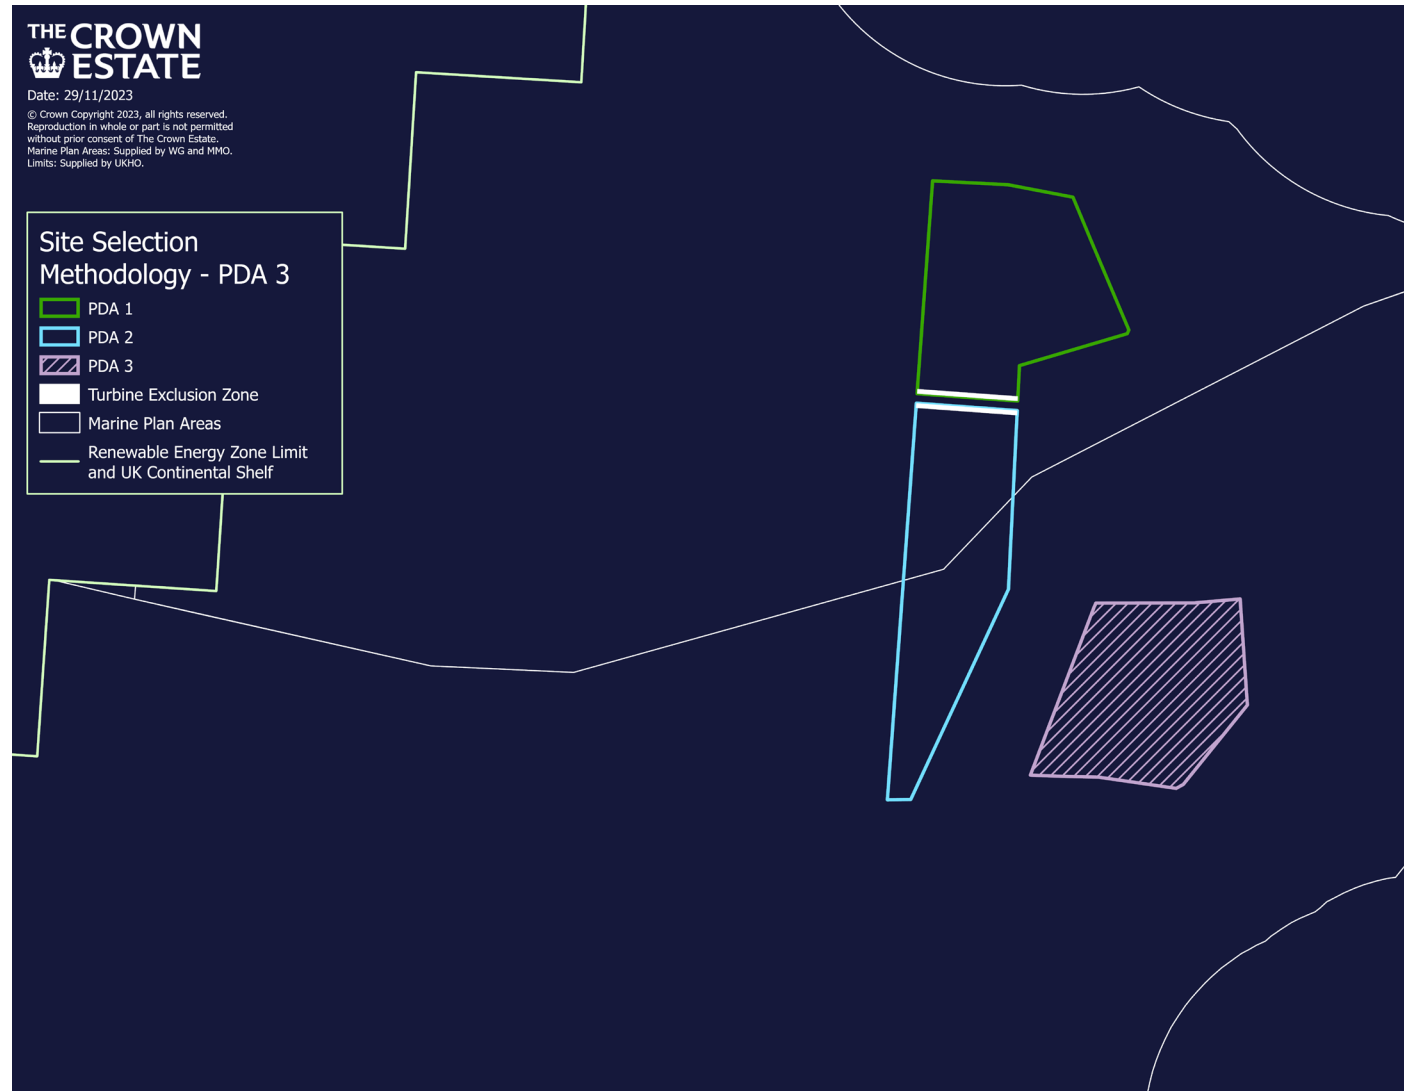 THE CROWN
ESTATE
Date: 29/11/2023
© Crown Copyright 2023, all rights reserved.
Reproduction in whole or part is not permitted
without prior consent of The Crown Estate.
Marine Plan Areas: Supplied by WG and MMO.
Limits: Supplied by UKHO.
Site Selection
Methodology - PDA 3
PDA 1
PDA 2
PDA 3
Turbine Exclusion Zone
Marine Plan Areas
Renewable Energy Zone Limit
and UK Continental Shelf